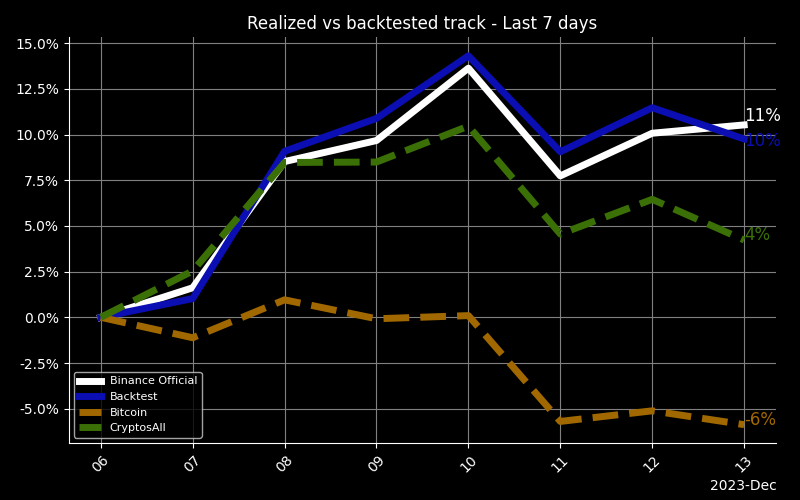 Realized vs backtested track - Last 7 days
15.0%
12.5%
10.0%
7.5%
5.0%
2.5%
0.0%
-2.5%
-5.0%
11%
10%
4%
-6%
Binance Official
Backtest
Bitcoin
CryptosAll
06 07 08 09 10 11 12 13
2023-Dec